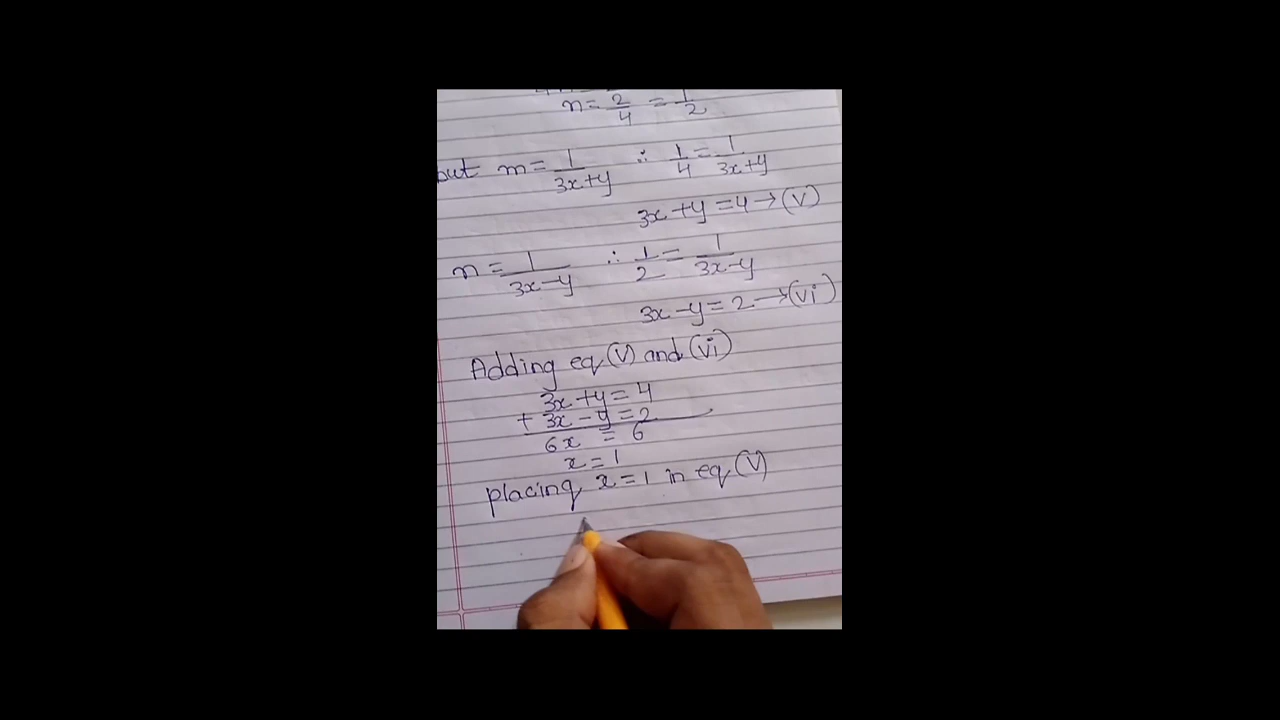 n = 2/4 = 1/2
but m = 1/(3x+y) ∴ 1/4 = 1/(3x+y)
3x + y = 4 → (v)
n = 1/(3x-y) ∴ 1/2 = 1/(3x-y)
3x - y = 2 → (vi)
Adding eq (v) and (vi)
3x + y = 4
+ 3x - y = 2
6x = 6
x = 1
placing x = 1 in eq (v)